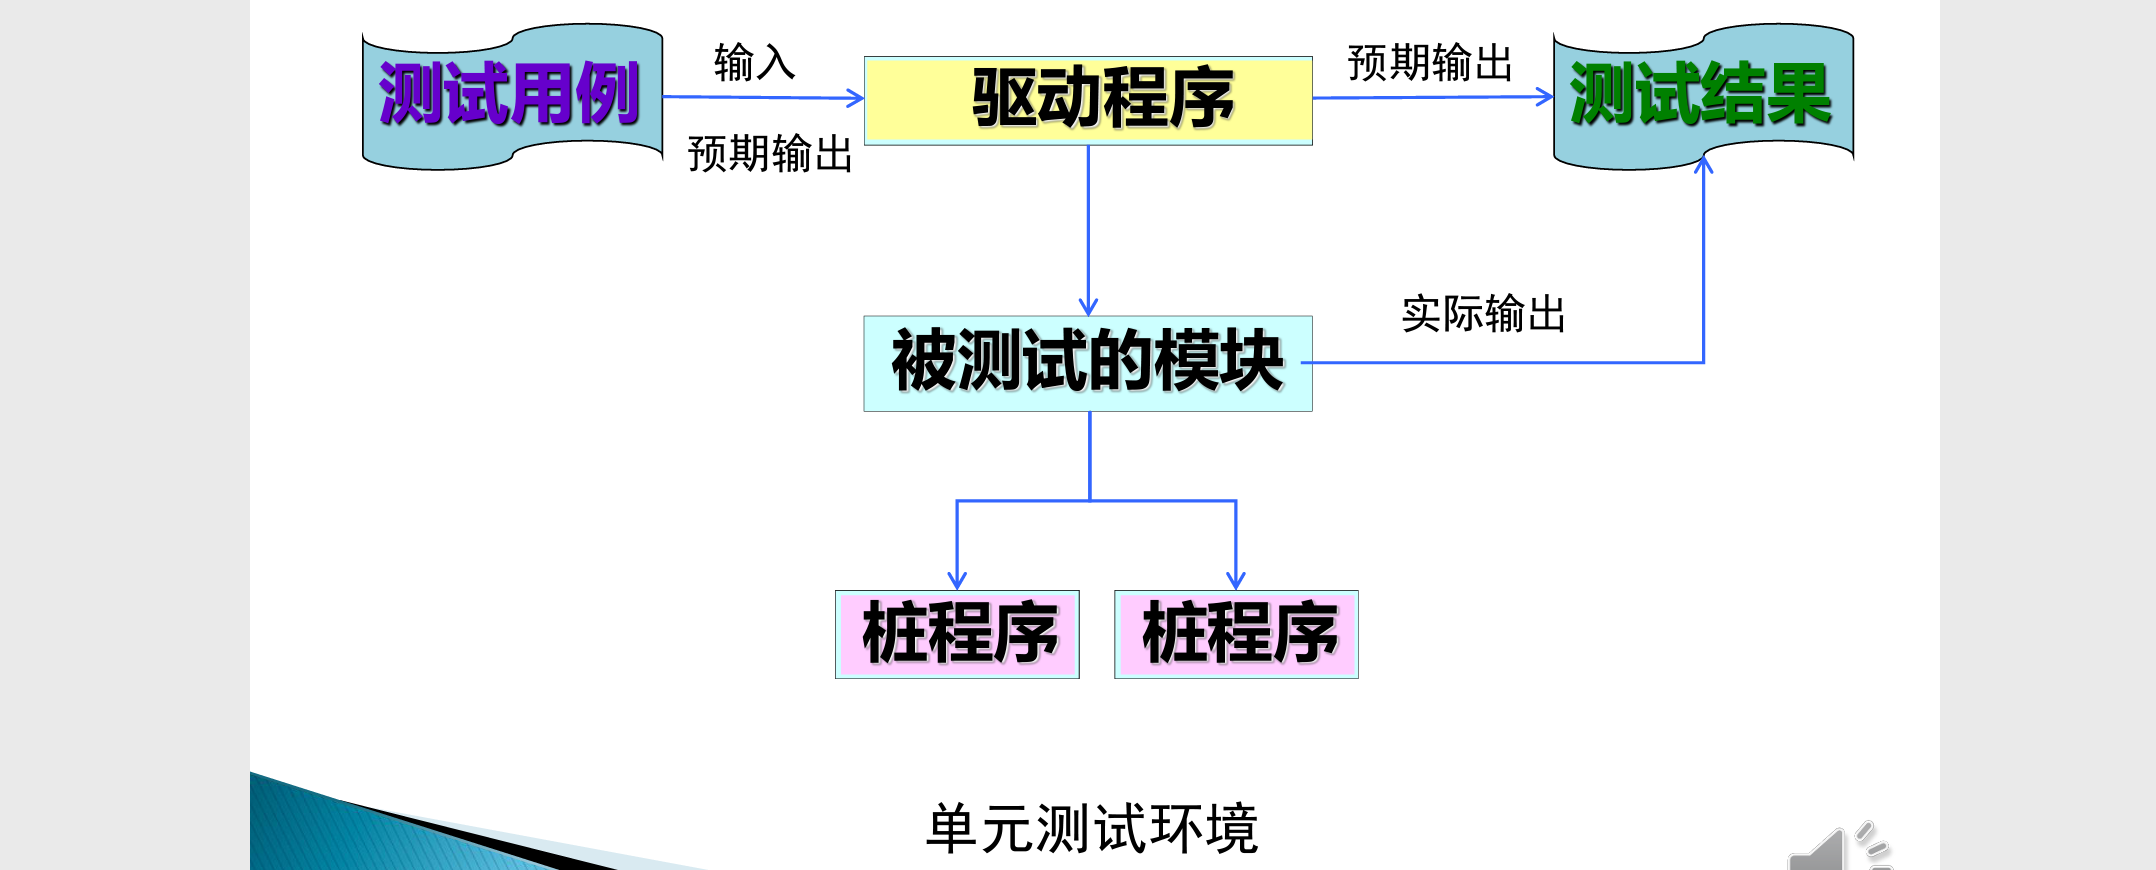 测试用例
输入
预期输出
驱动程序
预期输出
测试结果
被测试的模块
实际输出
桩程序
桩程序
单元测试环境